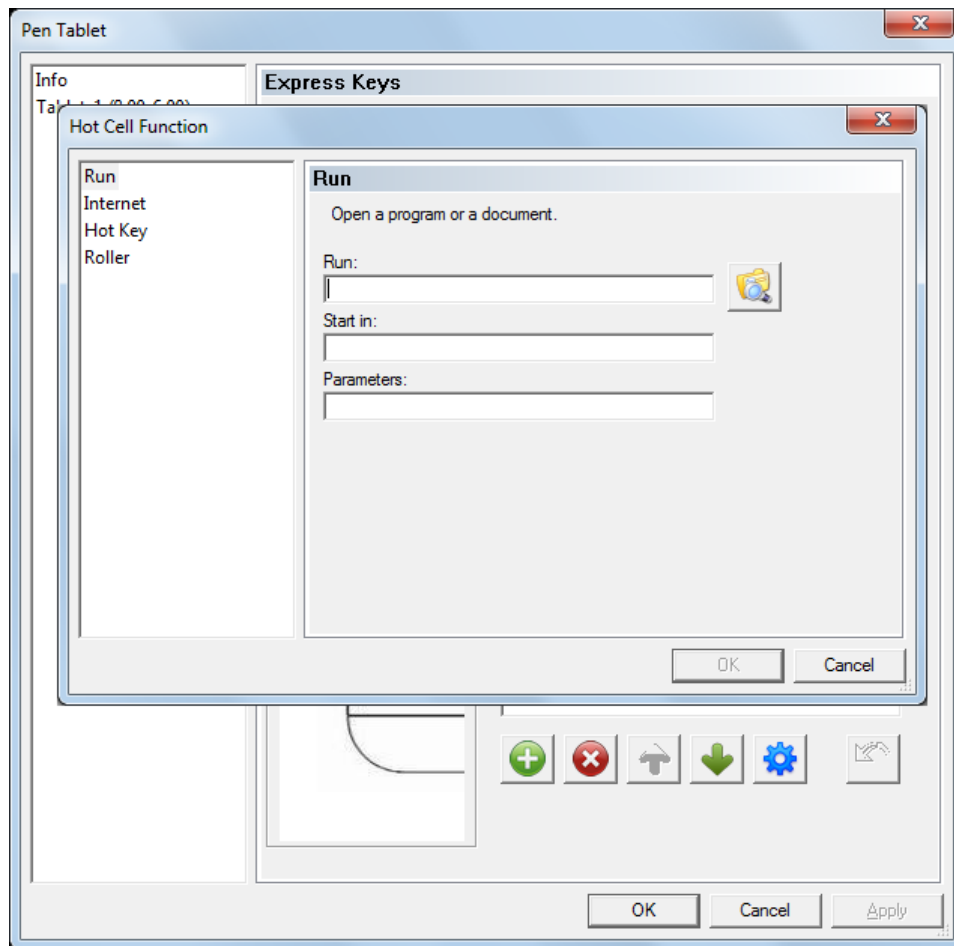 Pen Tablet
Info
Express Keys
Hot Cell Function
Run
Internet
Hot Key
Roller
Run
Open a program or a document.
Run:
Start in:
Parameters:
OK
Cancel
OK
Cancel
Apply